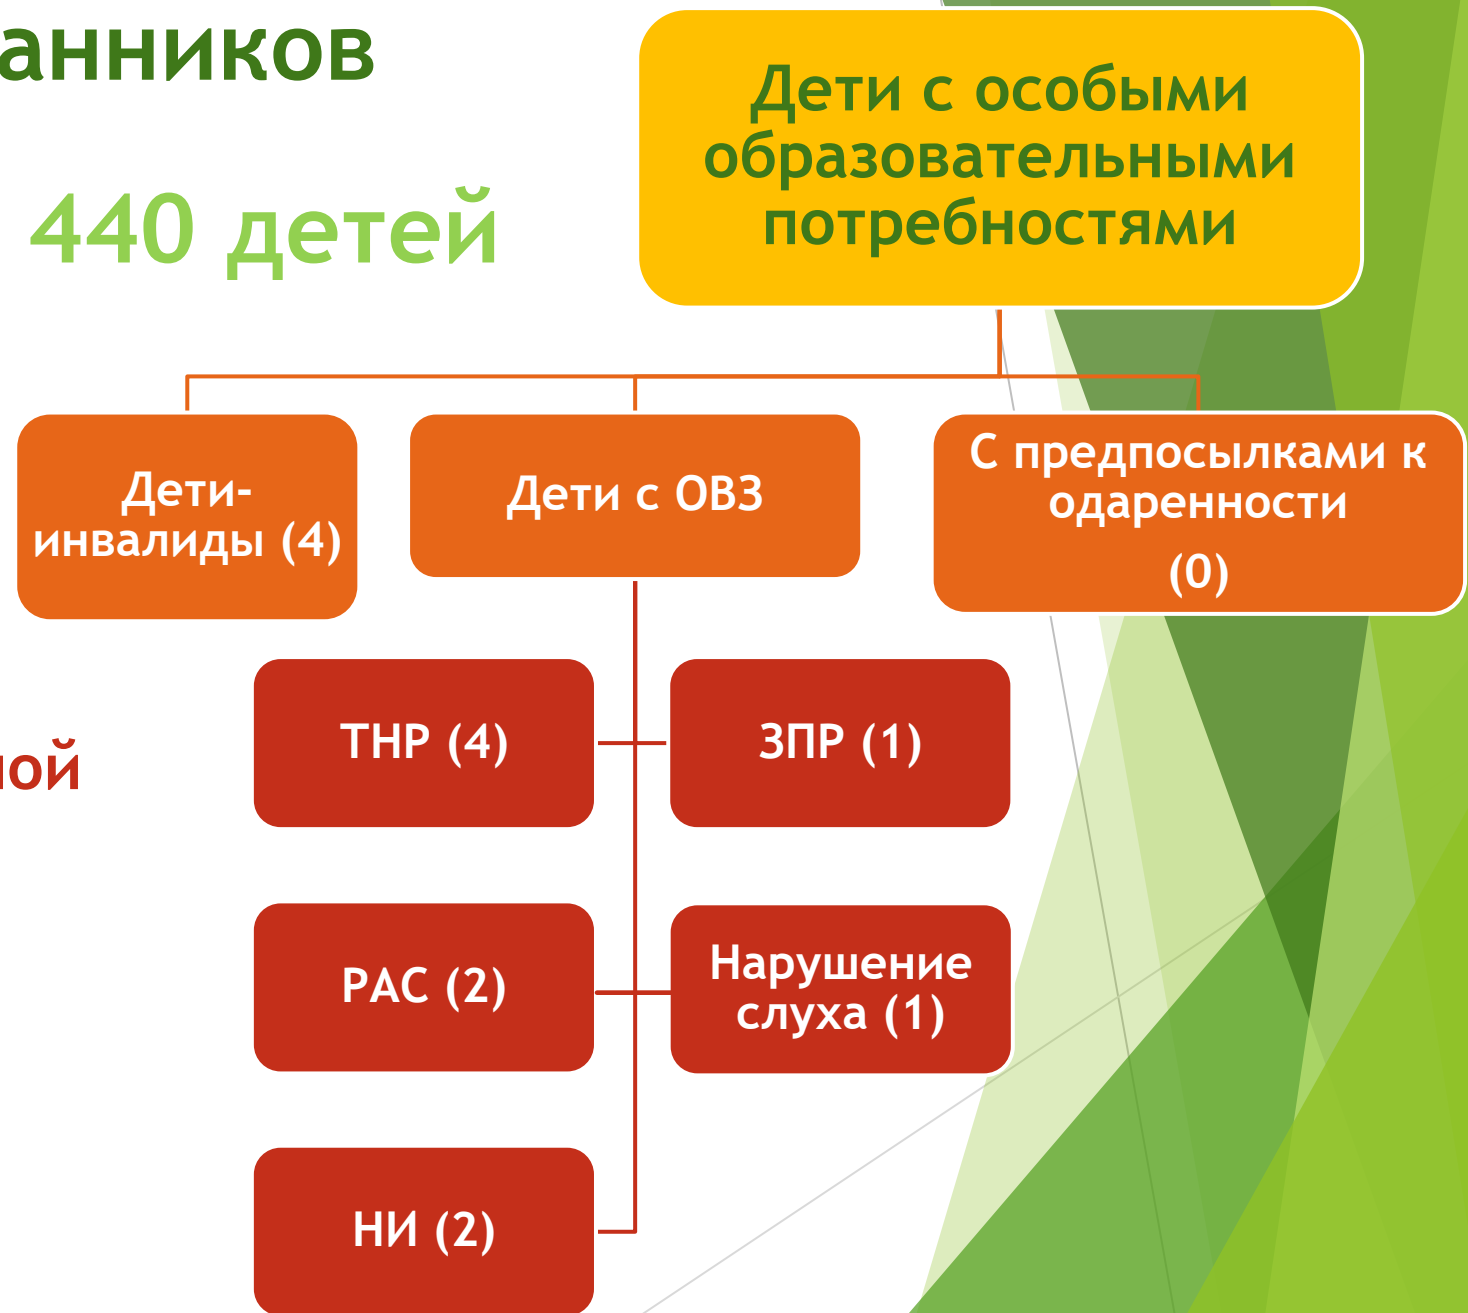 анников
440 детей
Дети с особыми
образовательными
потребностями
Дети-
инвалиды (4)
Дети с ОВЗ
С предпосылками к
одаренности
(0)
ТНР (4)
ЗПР (1)
ной
РАС (2)
Нарушение
слуха (1)
НИ (2)